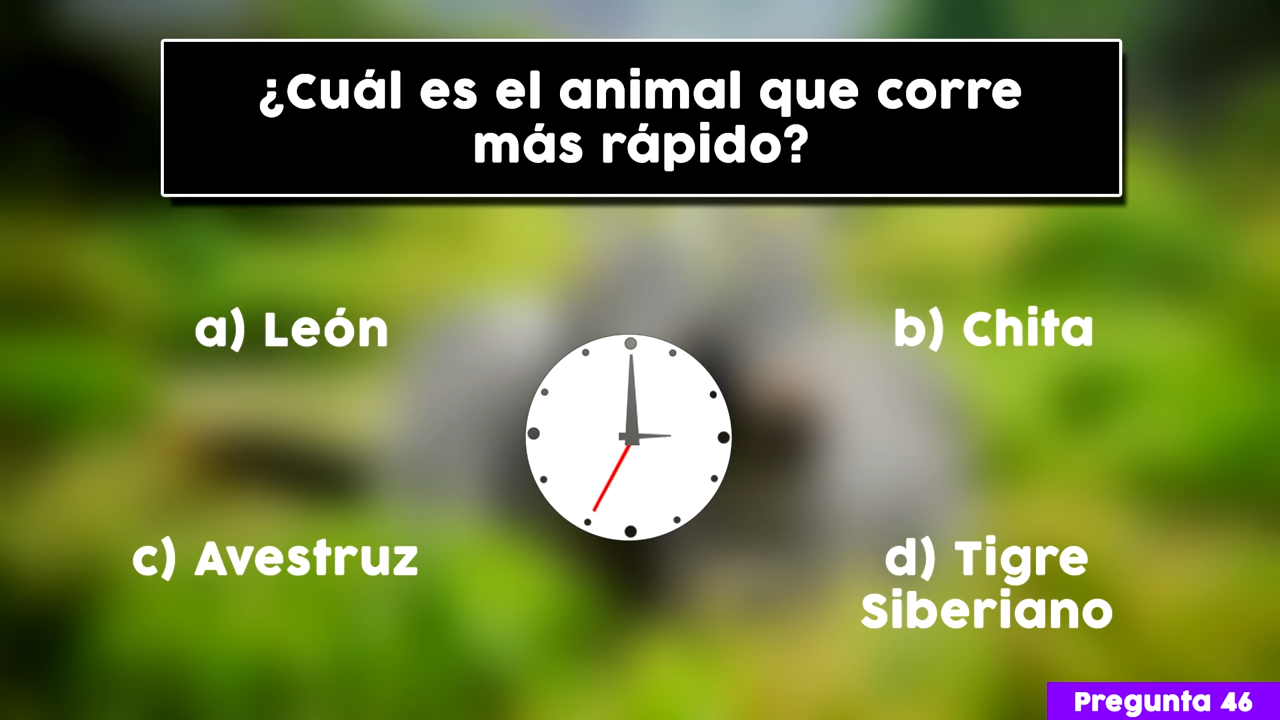 ¿Cuál es el animal que corre
más rápido?
a) León
b) Chita
c) Avestruz
d) Tigre
Siberiano
Pregunta 46